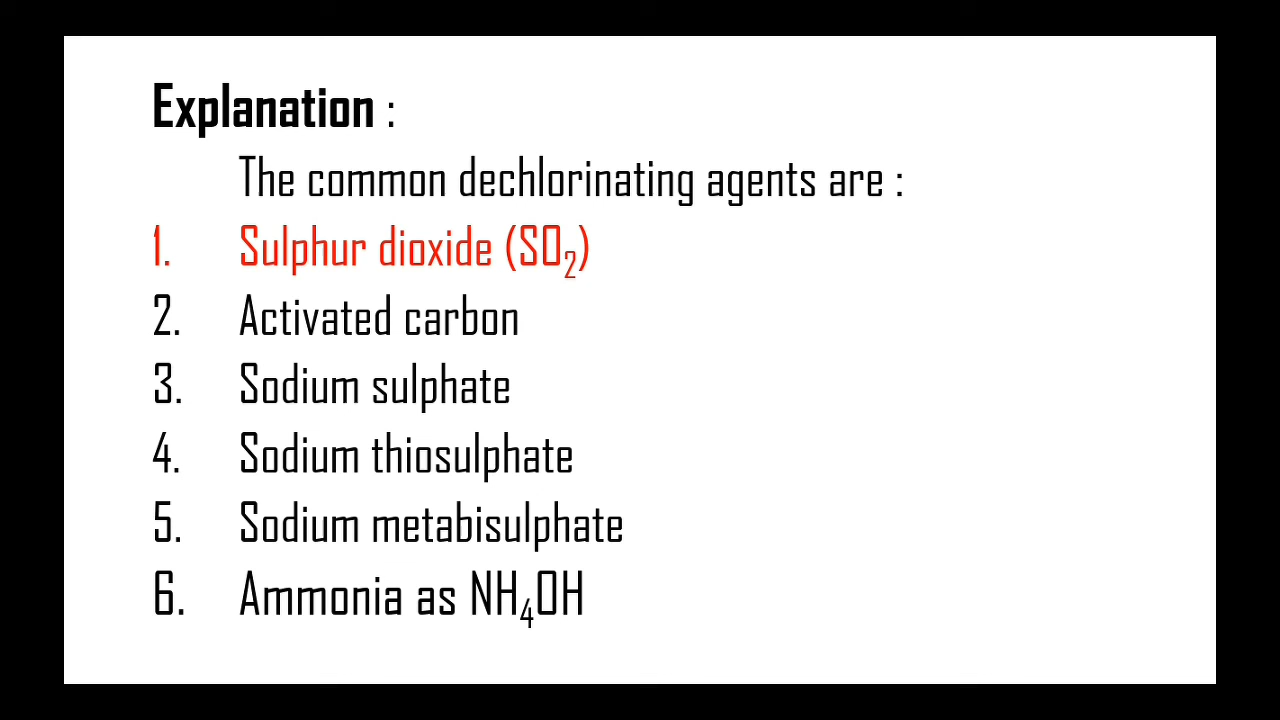 Explanation :
The common dechlorinating agents are :
1. Sulphur dioxide (SO₂)
2. Activated carbon
3. Sodium sulphate
4. Sodium thiosulphate
5. Sodium metabisulphate
6. Ammonia as NH₄OH